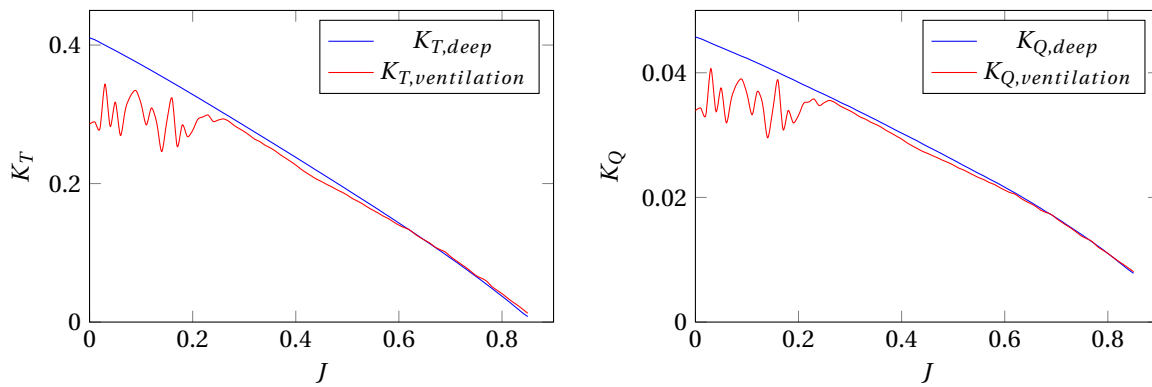 0.4
0.2
0
K_T
0 0.2 0.4 0.6 0.8
J
K_{T,deep}
K_{T,ventilation}
0.04
0.02
0
K_Q
0 0.2 0.4 0.6 0.8
J
K_{Q,deep}
K_{Q,ventilation}